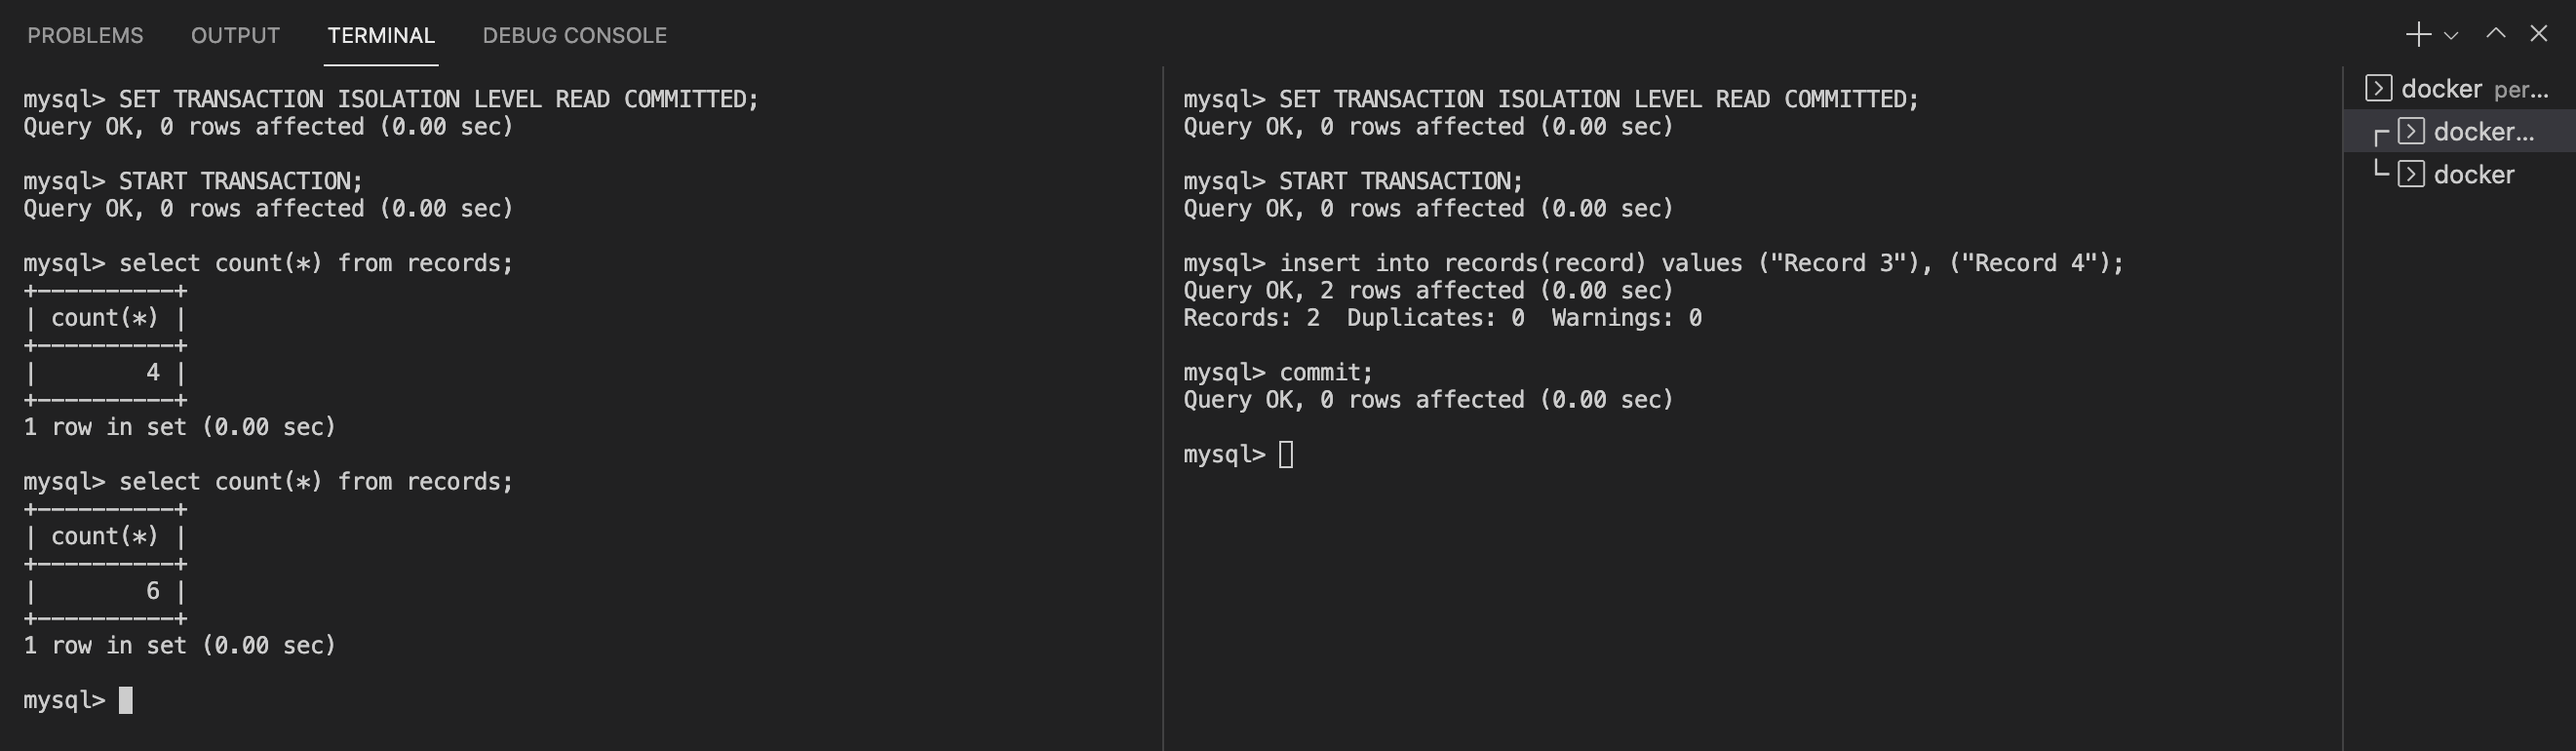 PROBLEMS OUTPUT TERMINAL DEBUG CONSOLE
mysql> SET TRANSACTION ISOLATION LEVEL READ COMMITTED;
Query OK, 0 rows affected (0.00 sec)
mysql> START TRANSACTION;
Query OK, 0 rows affected (0.00 sec)
mysql> select count(*) from records;
+----------+
| count(*) |
+----------+
|        4 |
+----------+
1 row in set (0.00 sec)
mysql> select count(*) from records;
+----------+
| count(*) |
+----------+
|        6 |
+----------+
1 row in set (0.00 sec)
mysql>
mysql> SET TRANSACTION ISOLATION LEVEL READ COMMITTED;
Query OK, 0 rows affected (0.00 sec)
mysql> START TRANSACTION;
Query OK, 0 rows affected (0.00 sec)
mysql> insert into records(record) values ("Record 3"), ("Record 4");
Query OK, 2 rows affected (0.00 sec)
Records: 2  Duplicates: 0  Warnings: 0
mysql> commit;
Query OK, 0 rows affected (0.00 sec)
mysql>
docker per...
docker...
docker